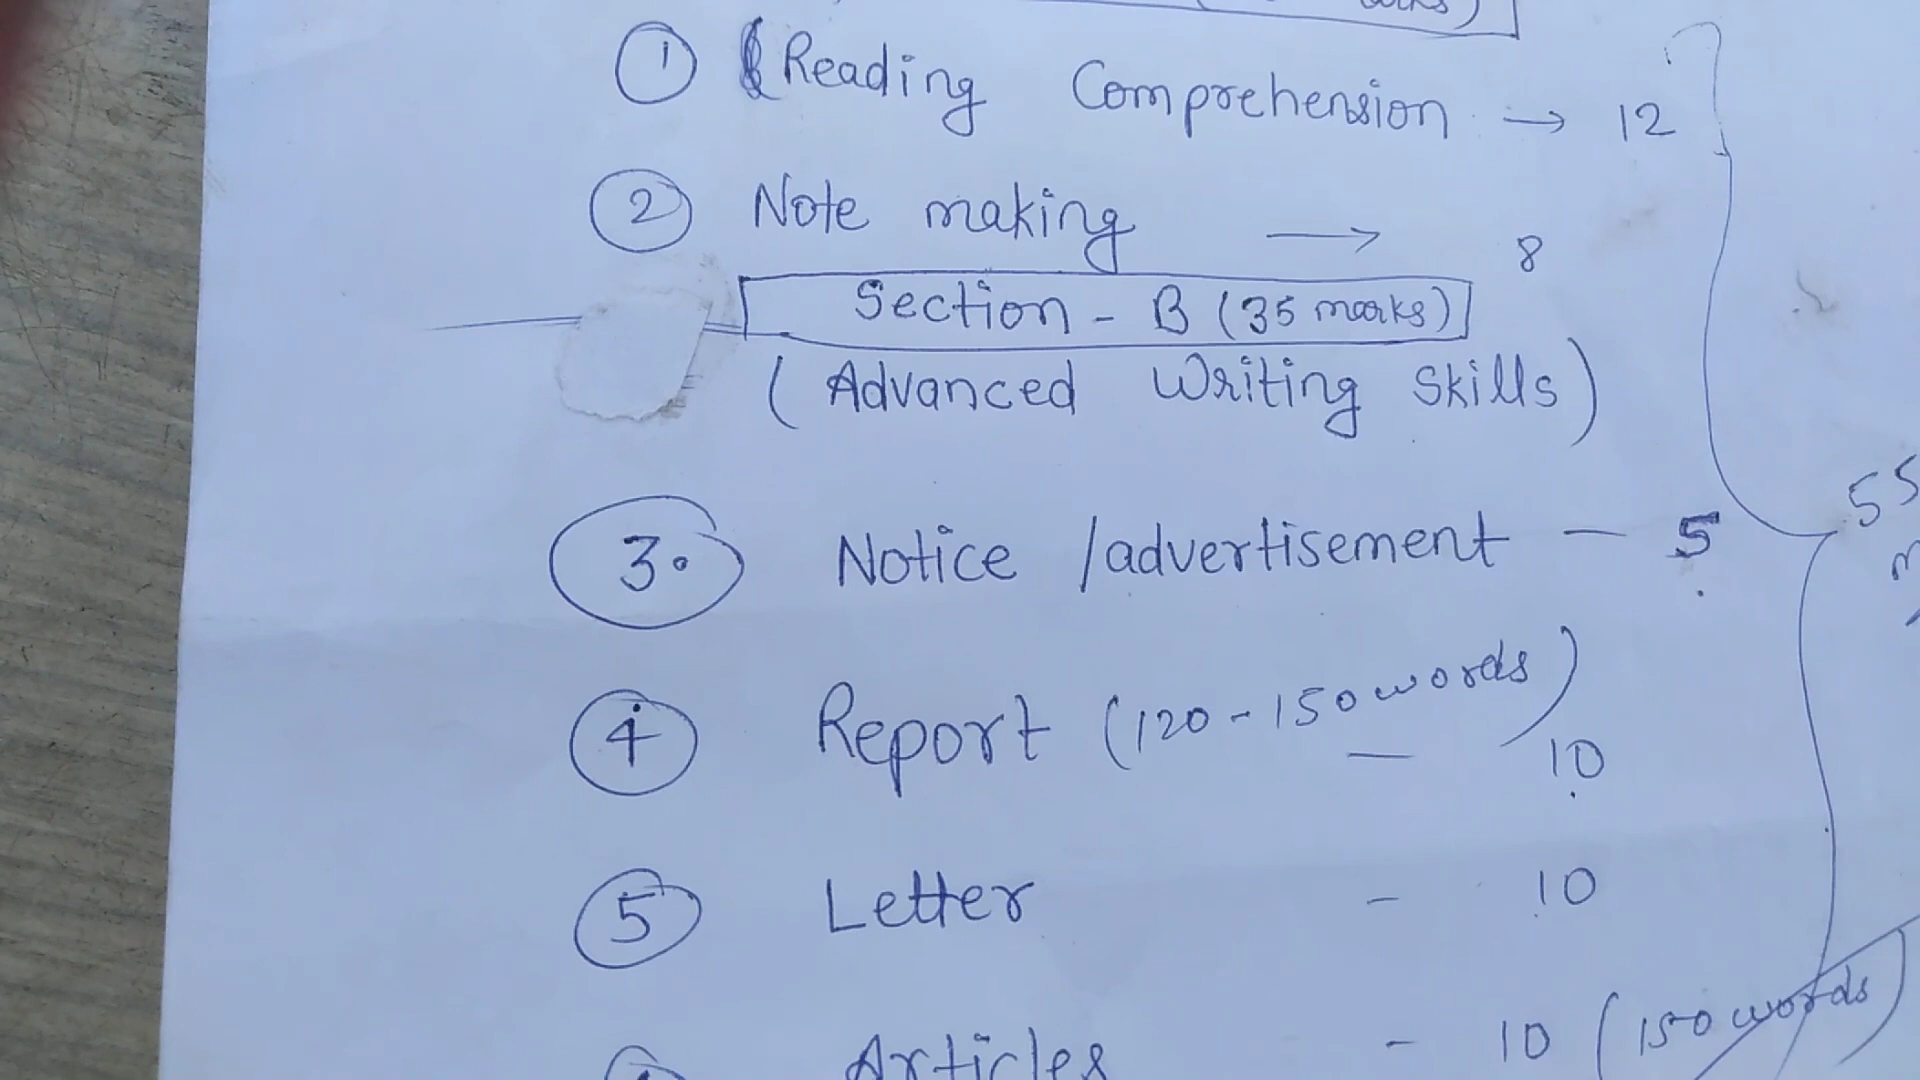 ① Reading Comprehension → 12
② Note making → 8
Section - B (35 marks)
(Advanced Writing Skills)
3. Notice /advertisement - 5
55
④ Report (120-150 words) - 10
⑤ Letter - 10
Articles - 10 (150 words)